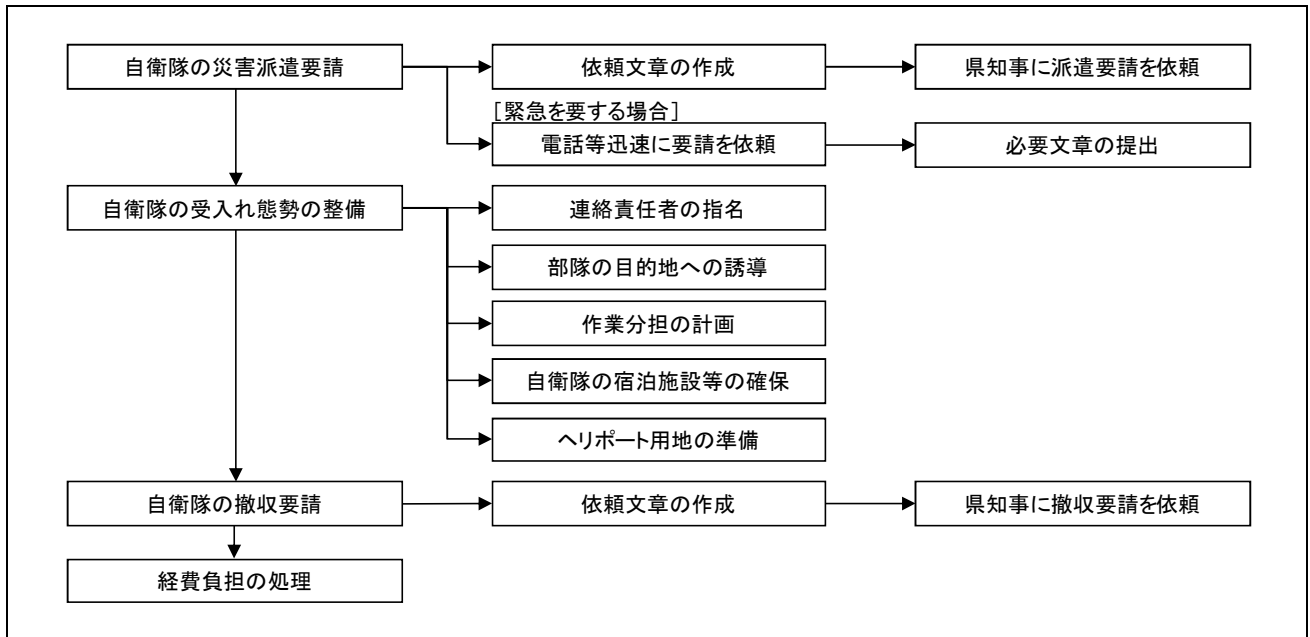 自衛隊の災害派遣要請
依頼文章の作成
県知事に派遣要請を依頼
［緊急を要する場合］
電話等迅速に要請を依頼
必要文章の提出
自衛隊の受入れ態勢の整備
連絡責任者の指名
部隊の目的地への誘導
作業分担の計画
自衛隊の宿泊施設等の確保
ヘリポート用地の準備
自衛隊の撤収要請
依頼文章の作成
県知事に撤収要請を依頼
経費負担の処理